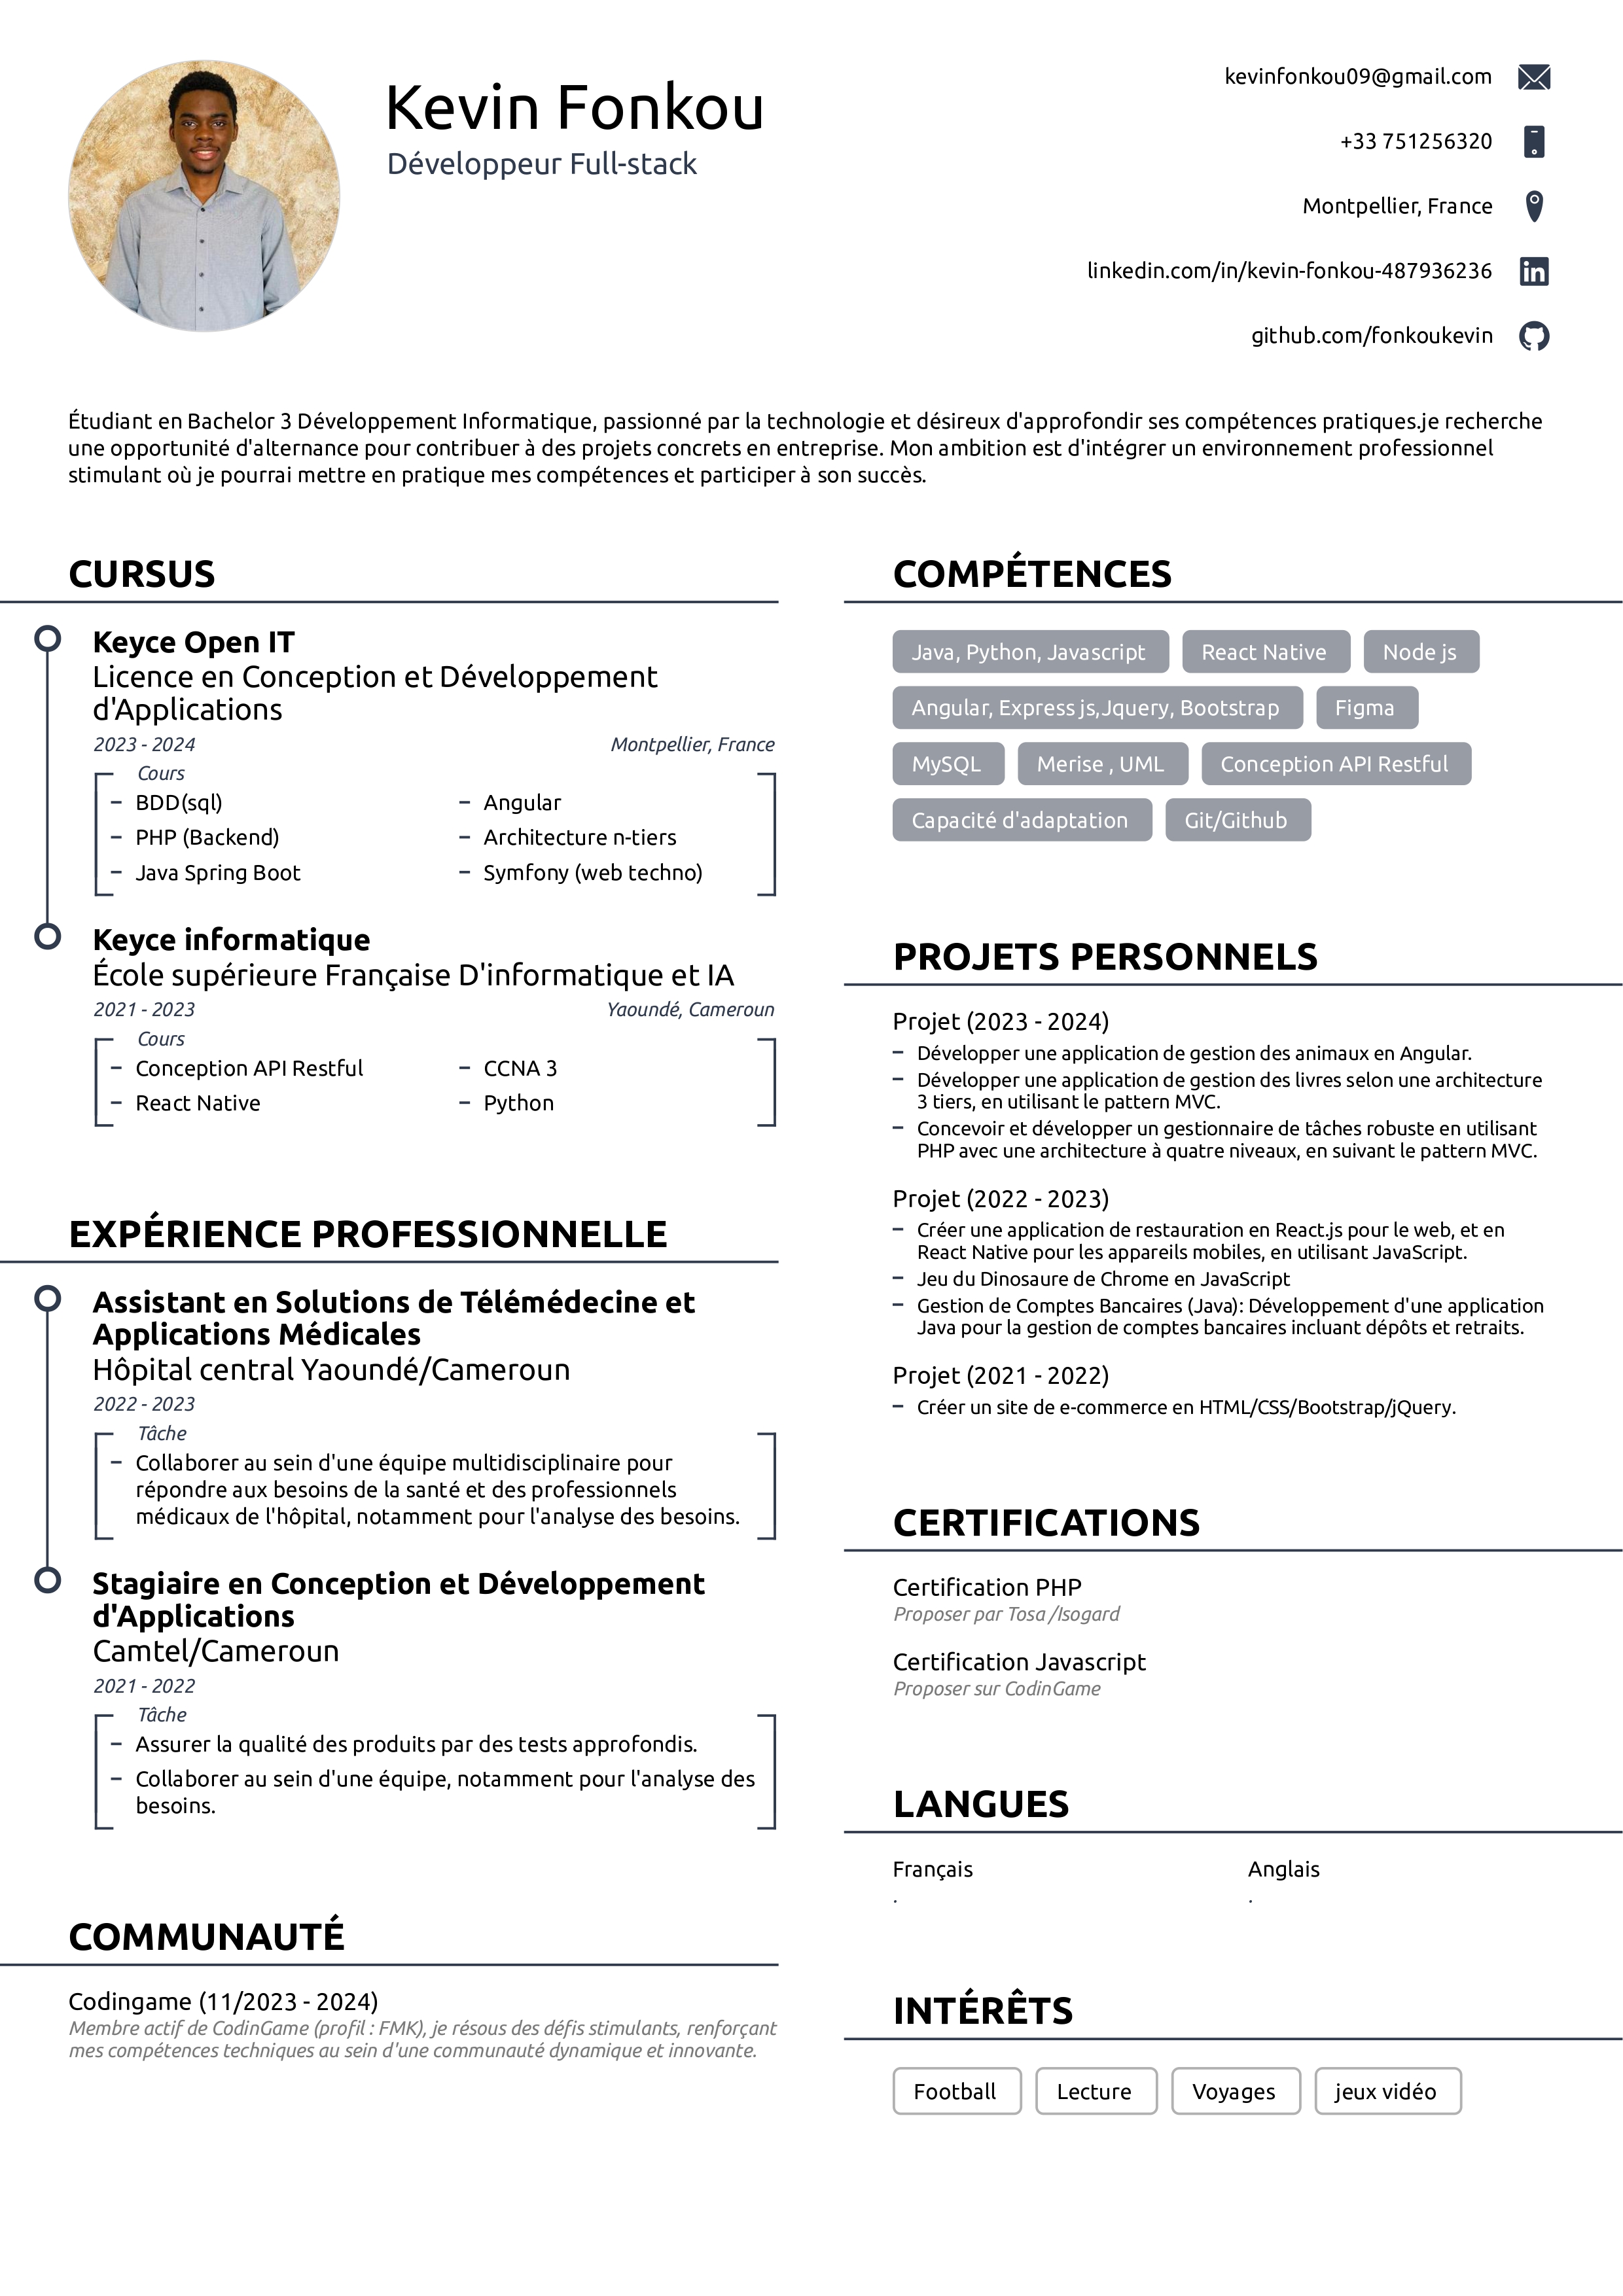 Kevin Fonkou
Développeur Full-stack
kevinfonkou09@gmail.com
+33 751256320
Montpellier, France
linkedin.com/in/kevin-fonkou-487936236
github.com/fonkoukevin
Étudiant en Bachelor 3 Développement Informatique, passionné par la technologie et désireux d'approfondir ses compétences pratiques.je recherche
une opportunité d'alternance pour contribuer à des projets concrets en entreprise. Mon ambition est d'intégrer un environnement professionnel
stimulant où je pourrai mettre en pratique mes compétences et participer à son succès.
CURSUS
Keyce Open IT
Licence en Conception et Développement
d'Applications
2023 - 2024 Montpellier, France
Cours
– BDD(sql) – Angular
– PHP (Backend) – Architecture n-tiers
– Java Spring Boot – Symfony (web techno)
Keyce informatique
École supérieure Française D'informatique et IA
2021 - 2023 Yaoundé, Cameroun
Cours
– Conception API Restful – CCNA 3
– React Native – Python
EXPÉRIENCE PROFESSIONNELLE
Assistant en Solutions de Télémédecine et
Applications Médicales
Hôpital central Yaoundé/Cameroun
2022 - 2023
Tâche
– Collaborer au sein d'une équipe multidisciplinaire pour
répondre aux besoins de la santé et des professionnels
médicaux de l'hôpital, notamment pour l'analyse des besoins.
Stagiaire en Conception et Développement
d'Applications
Camtel/Cameroun
2021 - 2022
Tâche
– Assurer la qualité des produits par des tests approfondis.
– Collaborer au sein d'une équipe, notamment pour l'analyse des
besoins.
COMMUNAUTÉ
Codingame (11/2023 - 2024)
Membre actif de CodinGame (profil : FMK), je résous des défis stimulants, renforçant
mes compétences techniques au sein d'une communauté dynamique et innovante.
COMPÉTENCES
Java, Python, Javascript React Native Node js
Angular, Express js,Jquery, Bootstrap Figma
MySQL Merise , UML Conception API Restful
Capacité d'adaptation Git/Github
PROJETS PERSONNELS
Projet (2023 - 2024)
– Développer une application de gestion des animaux en Angular.
– Développer une application de gestion des livres selon une architecture
3 tiers, en utilisant le pattern MVC.
– Concevoir et développer un gestionnaire de tâches robuste en utilisant
PHP avec une architecture à quatre niveaux, en suivant le pattern MVC.
Projet (2022 - 2023)
– Créer une application de restauration en React.js pour le web, et en
React Native pour les appareils mobiles, en utilisant JavaScript.
– Jeu du Dinosaure de Chrome en JavaScript
– Gestion de Comptes Bancaires (Java): Développement d'une application
Java pour la gestion de comptes bancaires incluant dépôts et retraits.
Projet (2021 - 2022)
– Créer un site de e-commerce en HTML/CSS/Bootstrap/jQuery.
CERTIFICATIONS
Certification PHP
Proposer par Tosa /Isogard
Certification Javascript
Proposer sur CodinGame
LANGUES
Français Anglais
. .
INTÉRÊTS
Football Lecture Voyages jeux vidéo